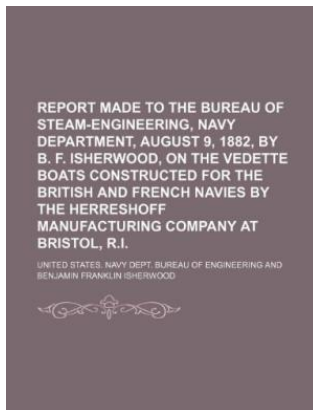 REPORT MADE TO THE BUREAU OF
STEAM-ENGINEERING, NAVY
DEPARTMENT, AUGUST 9, 1882, BY
B. F. ISHERWOOD, ON THE VEDETTE
BOATS CONSTRUCTED FOR THE
BRITISH AND FRENCH NAVIES BY
THE HERRESHOFF
MANUFACTURING COMPANY AT
BRISTOL, R.I.
UNITED STATES. NAVY DEPT. BUREAU OF ENGINEERING AND
BENJAMIN FRANKLIN ISHERWOOD